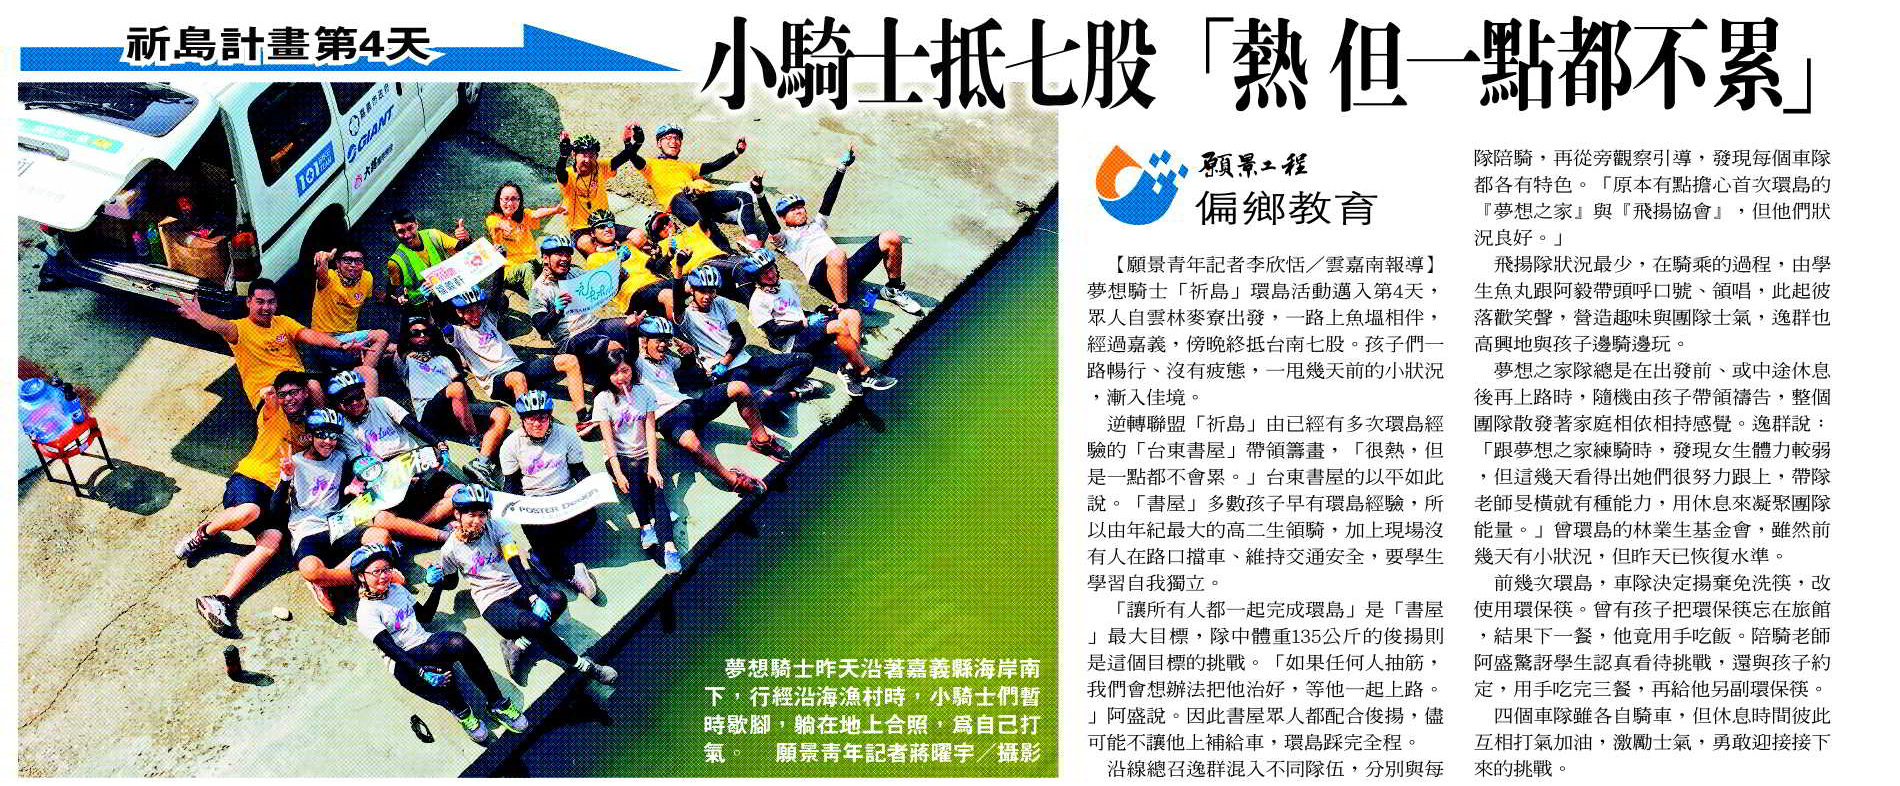 祈島計畫第4天
小騎士抵七股「熱 但一點都不累」
GIANT
101
願景工程
偏鄉教育
【願景青年記者李欣恬／雲嘉南報導】
夢想騎士「祈島」環島活動邁入第4天，
眾人自雲林麥寮出發，一路上魚塭相伴，
經過嘉義，傍晚終抵台南七股。孩子們一
路暢行、沒有疲態，一甩幾天前的小狀況
，漸入佳境。
逆轉聯盟「祈島」由已經有多次環島經
驗的「台東書屋」帶領籌畫，「很熱，但
是一點都不會累。」台東書屋的以平如此
說。「書屋」多數孩子早有環島經驗，所
以由年紀最大的高二生領騎，加上現場沒
有人在路口擋車、維持交通安全，要學生
學習自我獨立。
「讓所有人都一起完成環島」是「書屋
」最大目標，隊中體重135公斤的俊揚則
是這個目標的挑戰。「如果任何人抽筋，
我們會想辦法把他治好，等他一起上路。
」阿盛說。因此書屋眾人都配合俊揚，儘
可能不讓他上補給車，環島踩完全程。
沿線總召逸群混入不同隊伍，分別與每
隊陪騎，再從旁觀察引導，發現每個車隊
都各有特色。「原本有點擔心首次環島的
『夢想之家』與『飛揚協會』，但他們狀
況良好。」
飛揚隊狀況最少，在騎乘的過程，由學
生魚丸跟阿毅帶頭呼口號、領唱，此起彼
落歡笑聲，營造趣味與團隊士氣，逸群也
高興地與孩子邊騎邊玩。
夢想之家隊總是在出發前、或中途休息
後再上路時，隨機由孩子帶領禱告，整個
團隊散發著家庭相依相持感覺。逸群說：
「跟夢想之家練騎時，發現女生體力較弱
，但這幾天看得出她們很努力跟上，帶隊
老師旻橫就有種能力，用休息來凝聚團隊
能量。」曾環島的林業生基金會，雖然前
幾天有小狀況，但昨天已恢復水準。
前幾次環島，車隊決定揚棄免洗筷，改
使用環保筷。曾有孩子把環保筷忘在旅館
，結果下一餐，他竟用手吃飯。陪騎老師
阿盛驚訝學生認真看待挑戰，還與孩子約
定，用手吃完三餐，再給他另副環保筷。
四個車隊雖各自騎車，但休息時間彼此
互相打氣加油，激勵士氣，勇敢迎接接下
來的挑戰。
POSTER DESIGN
夢想騎士昨天沿著嘉義縣海岸南
下，行經沿海漁村時，小騎士們暫
時歇腳，躺在地上合照，為自己打
氣。 願景青年記者蔣曜宇／攝影